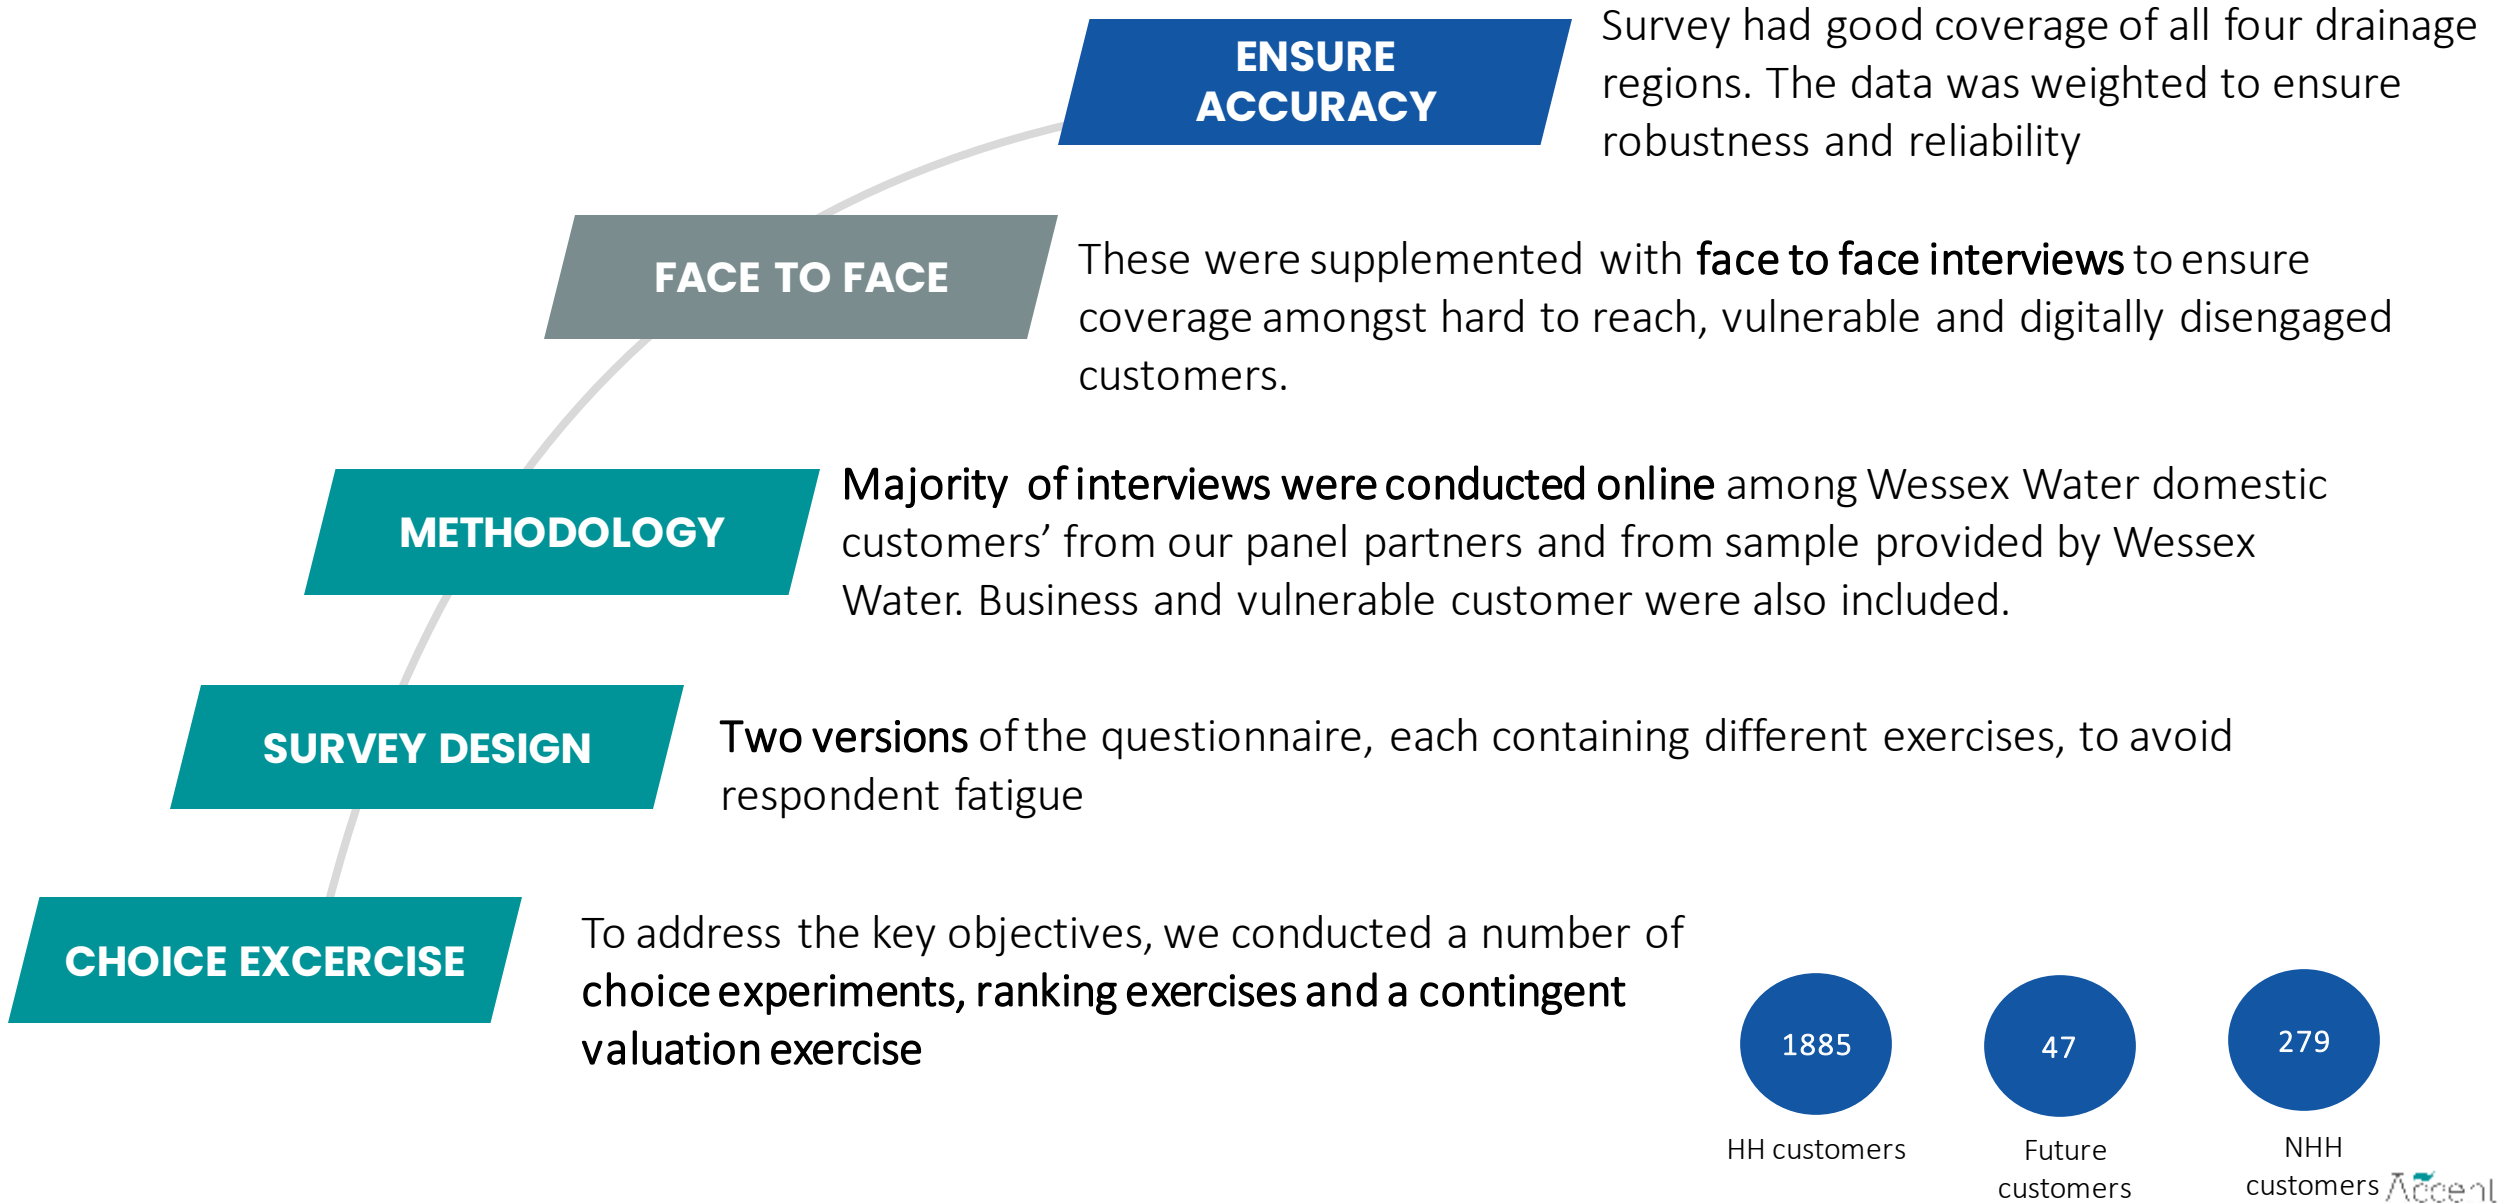 ENSURE
ACCURACY
Survey had good coverage of all four drainage
regions. The data was weighted to ensure
robustness and reliability
FACE TO FACE
These were supplemented with face to face interviews to ensure
coverage amongst hard to reach, vulnerable and digitally disengaged
customers.
METHODOLOGY
Majority of interviews were conducted online among Wessex Water domestic
customers’ from our panel partners and from sample provided by Wessex
Water. Business and vulnerable customer were also included.
SURVEY DESIGN
Two versions of the questionnaire, each containing different exercises, to avoid
respondent fatigue
CHOICE EXCERCISE
To address the key objectives, we conducted a number of
choice experiments, ranking exercises and a contingent
valuation exercise
1885
HH customers
47
Future
customers
279
NHH
customers
Accent